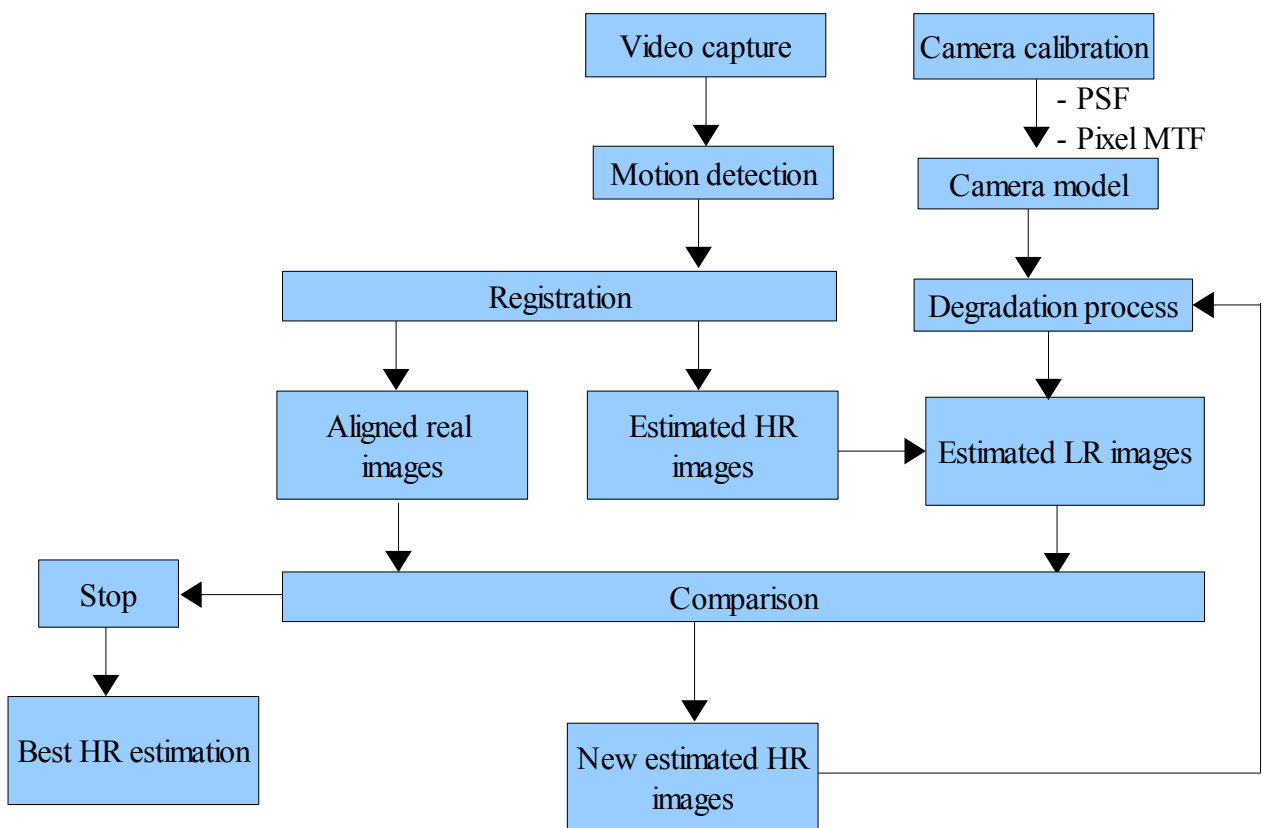 Video capture
Camera calibration
- PSF
- Pixel MTF
Motion detection
Camera model
Registration
Degradation process
Aligned real
images
Estimated HR
images
Estimated LR images
Stop
Comparison
Best HR estimation
New estimated HR
images